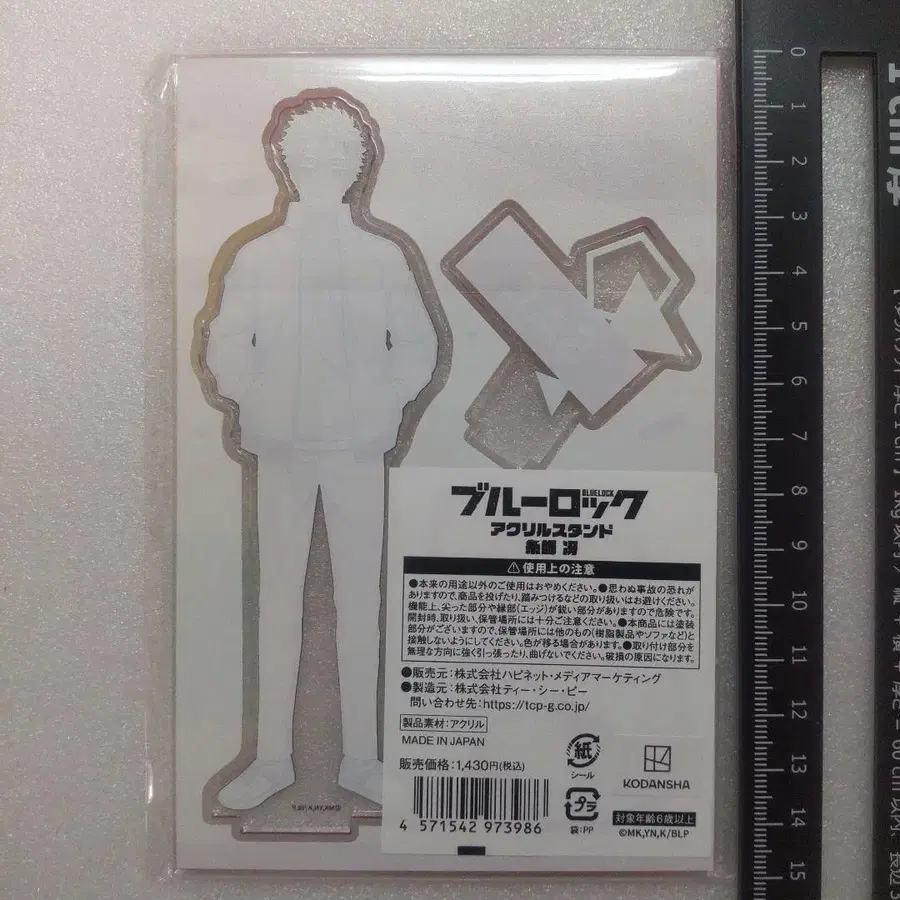 ブルーロック
BLUELOCK
アクリルスタンド
糸師 冴
⚠使用上の注意
●本来の用途以外のご使用はおやめください。●思わぬ事故の恐れが
ありますので、商品を投げたり、踏みつけるなどの取り扱いはお避けください。
機能上、尖った部分や縁部(エッジ)が鋭い部分がありますので危険です。
開封時、取り扱い、保管場所には十分ご注意ください。●本商品には塗装
部分がございますので、保管場所には他のもの(樹脂製品やソファなど)と
接触しないようにしてください。色が移る場合があります。●取り付け部分を
無理な方向に強く引っ張ったり、曲げないでください。破損の原因になります。
●販売元:株式会社ハピネット・メディアマーケティング
●製造元:株式会社ティー・シー・ピー
問い合わせ先:https://tcp-g.co.jp/
製品素材:アクリル
MADE IN JAPAN
販売価格:1,430円(税込)
4 571542 973986
紙
シール
プラ
袋:PP
KODANSHA
対象年齢6歳以上
©MK,YN,K/BLP
0
1
2
3
4
5
6
7
8
9
10
11
12
13
14
15